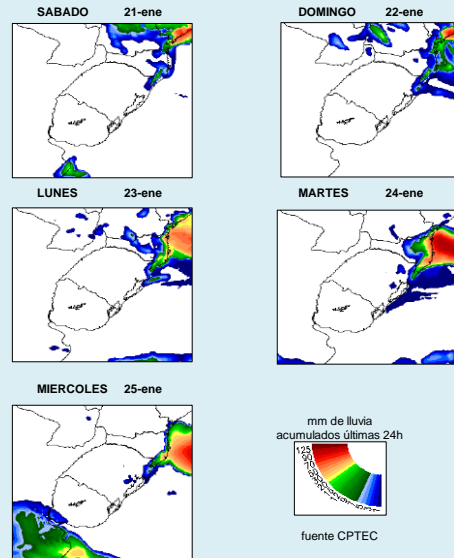 SABADO 21-ene
DOMINGO 22-ene
LUNES 23-ene
MARTES 24-ene
MIERCOLES 25-ene
mm de lluvia
acumulados últimas 24h
fuente CPTEC